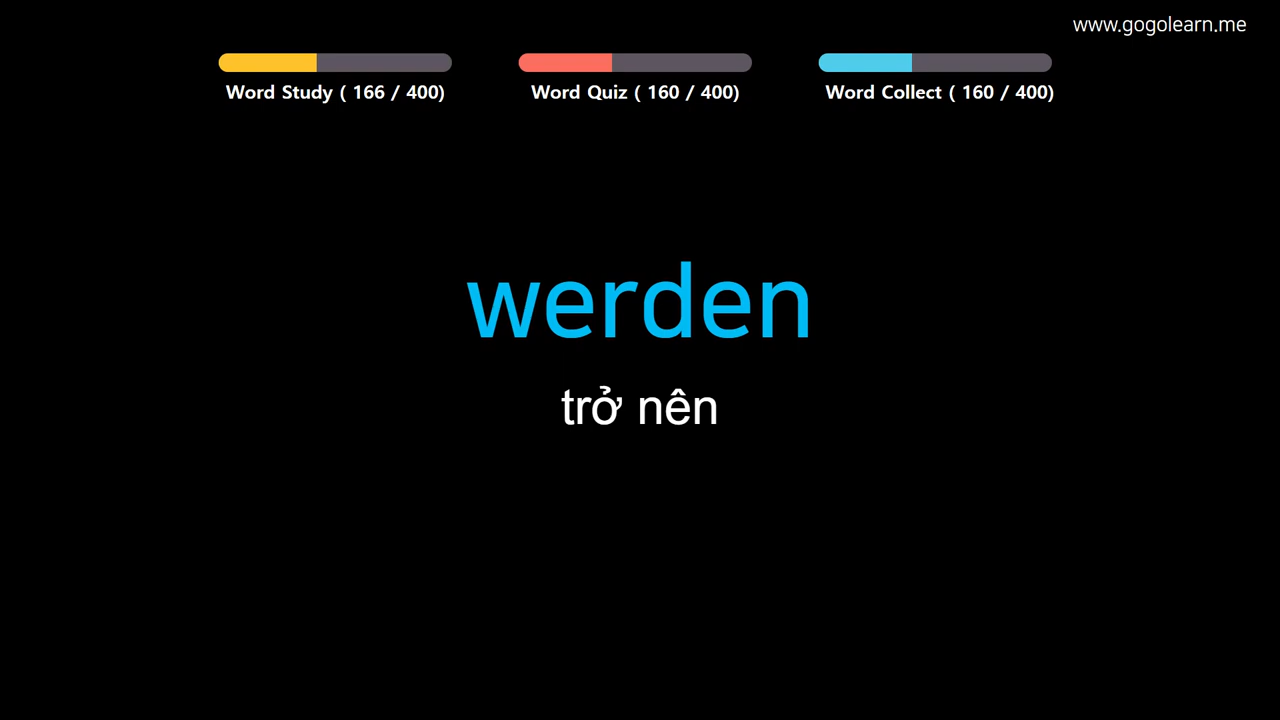 www.gogolearn.me
Word Study ( 166 / 400)
Word Quiz ( 160 / 400)
Word Collect ( 160 / 400)
werden
trở nên